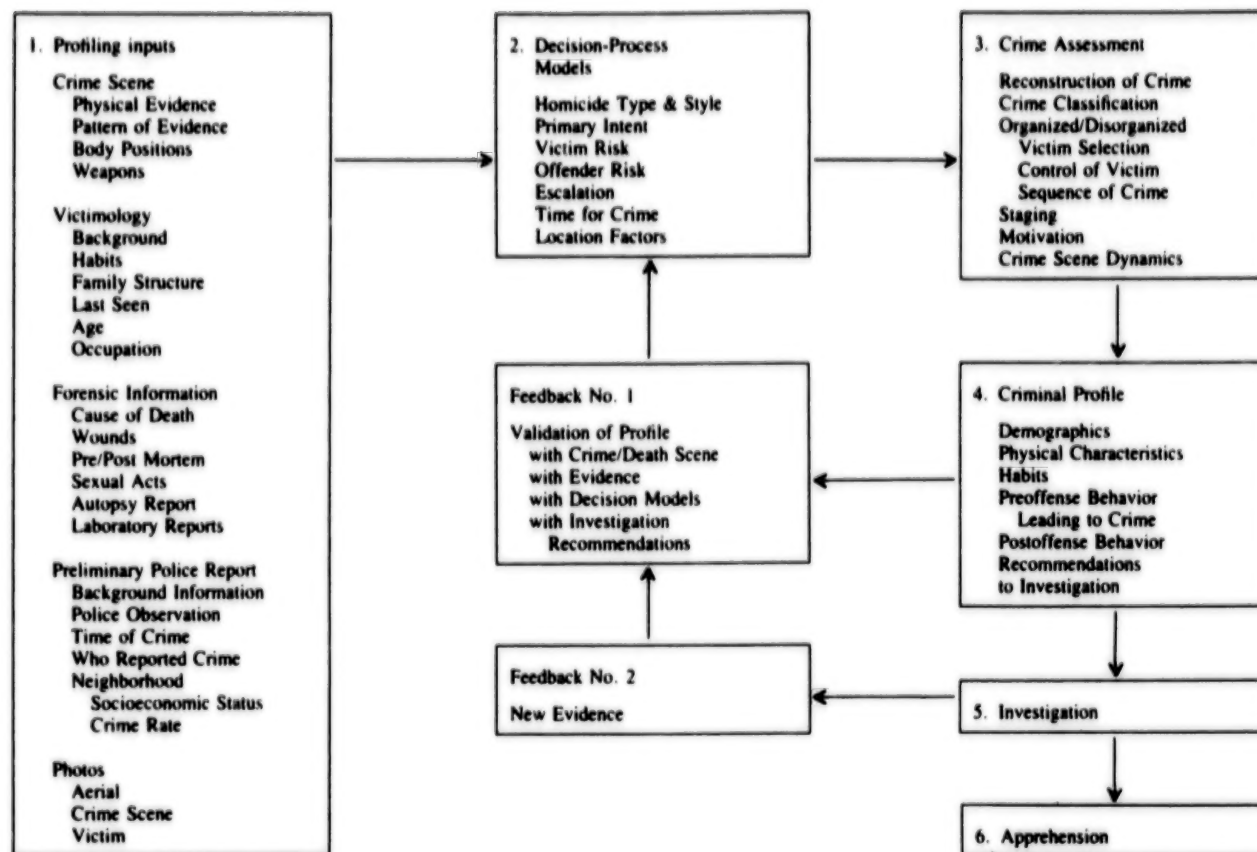 1. Profiling inputs
Crime Scene
Physical Evidence
Pattern of Evidence
Body Positions
Weapons
Victimology
Background
Habits
Family Structure
Last Seen
Age
Occupation
Forensic Information
Cause of Death
Wounds
Pre/Post Mortem
Sexual Acts
Autopsy Report
Laboratory Reports
Preliminary Police Report
Background Information
Police Observation
Time of Crime
Who Reported Crime
Neighborhood
Socioeconomic Status
Crime Rate
Photos
Aerial
Crime Scene
Victim
2. Decision-Process
Models
Homicide Type & Style
Primary Intent
Victim Risk
Offender Risk
Escalation
Time for Crime
Location Factors
3. Crime Assessment
Reconstruction of Crime
Crime Classification
Organized/Disorganized
Victim Selection
Control of Victim
Sequence of Crime
Staging
Motivation
Crime Scene Dynamics
Feedback No. 1
Validation of Profile
with Crime/Death Scene
with Evidence
with Decision Models
with Investigation
Recommendations
4. Criminal Profile
Demographics
Physical Characteristics
Habits
Preoffense Behavior
Leading to Crime
Postoffense Behavior
Recommendations
to Investigation
Feedback No. 2
New Evidence
5. Investigation
6. Apprehension